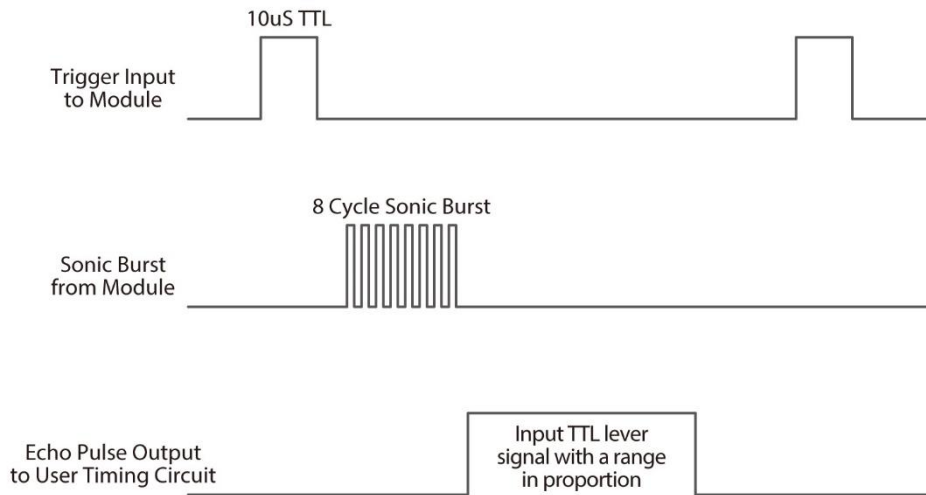 10uS TTL
Trigger Input
to Module
8 Cycle Sonic Burst
Sonic Burst
from Module
Echo Pulse Output
to User Timing Circuit
Input TTL lever
signal with a range
in proportion